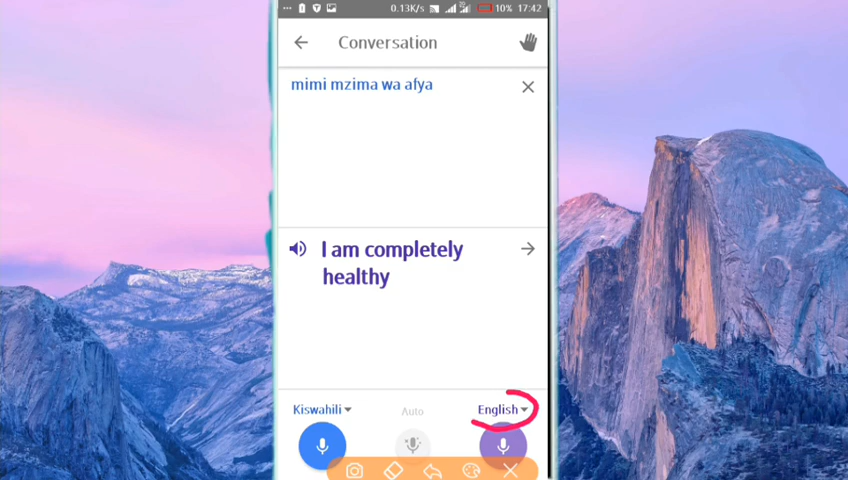 0.13K/s 10% 17:42
Conversation
mimi mzima wa afya
I am completely
healthy
Kiswahili Auto English